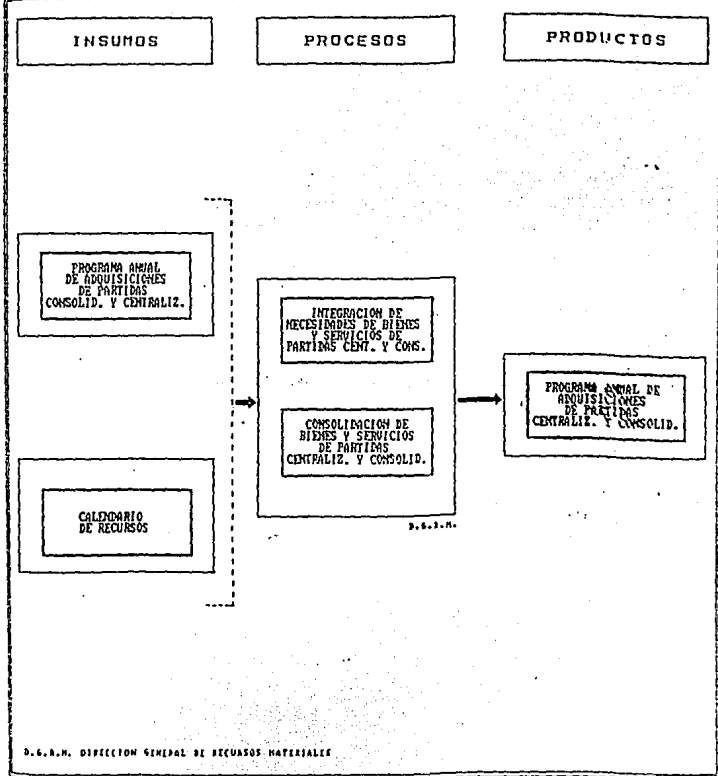 INSUMOS
PROCESOS
PRODUCTOS
PROGRAMA ANUAL
DE ADQUISICIONES
DE PARTIDAS
CONSOLID. Y CENTRALIZ.
CALENDARIO
DE RECURSOS
INTEGRACION DE
NECESIDADES DE BIENES
Y SERVICIOS DE
PARTIDAS CENT. Y CONS.
CONSOLIDACION DE
BIENES Y SERVICIOS
DE PARTIDAS
CENTRALIZ. Y CONSOLID.
D.G.R.M.
PROGRAMA ANUAL DE
ADQUISICIONES
DE PARTIDAS
CENTRALIZ. Y CONSOLID.
D.G.R.M. DIRECCION GENERAL DE RECURSOS MATERIALES